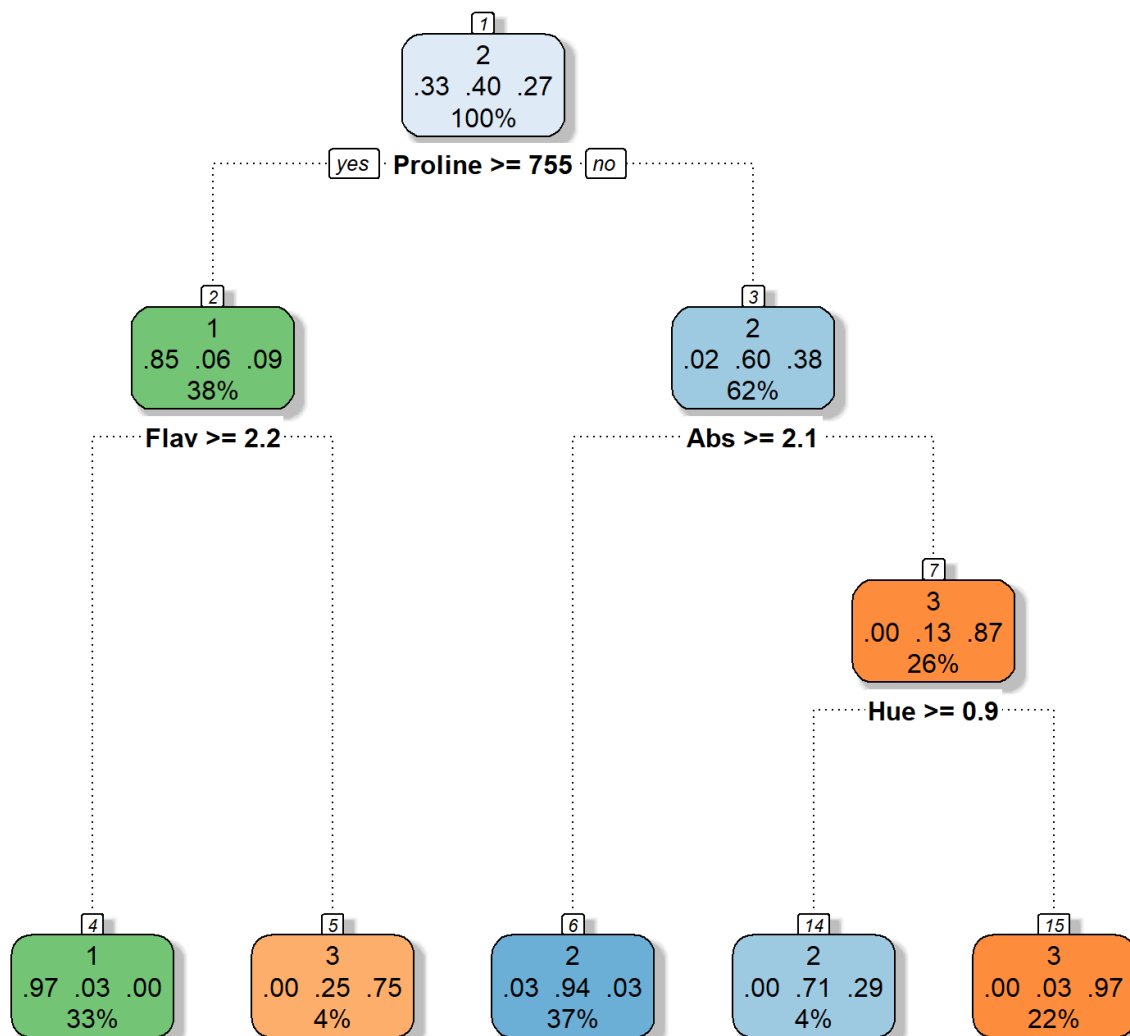 1
2
.33 .40 .27
100%
yes Proline >= 755 no
2
1
.85 .06 .09
38%
3
2
.02 .60 .38
62%
Flav >= 2.2
Abs >= 2.1
7
3
.00 .13 .87
26%
Hue >= 0.9
4
1
.97 .03 .00
33%
5
3
.00 .25 .75
4%
6
2
.03 .94 .03
37%
14
2
.00 .71 .29
4%
15
3
.00 .03 .97
22%